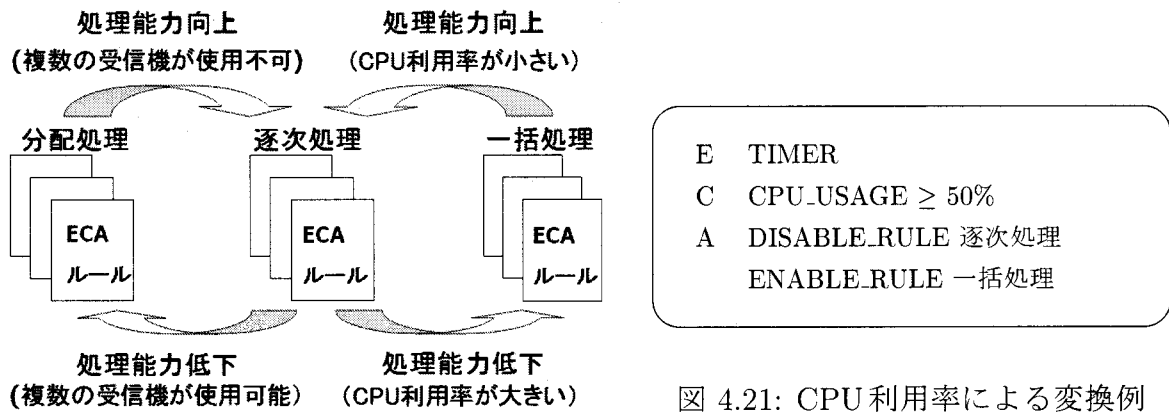 処理能力向上
(複数の受信機が使用不可)
処理能力向上
(CPU利用率が小さい)
分配処理
逐次処理
一括処理
ECA
ルール
ECA
ルール
ECA
ルール
処理能力低下
(複数の受信機が使用可能)
処理能力低下
(CPU利用率が大きい)
E TIMER
C CPU_USAGE ≥ 50%
A DISABLE_RULE 逐次処理
ENABLE_RULE 一括処理
図 4.21: CPU利用率による変換例